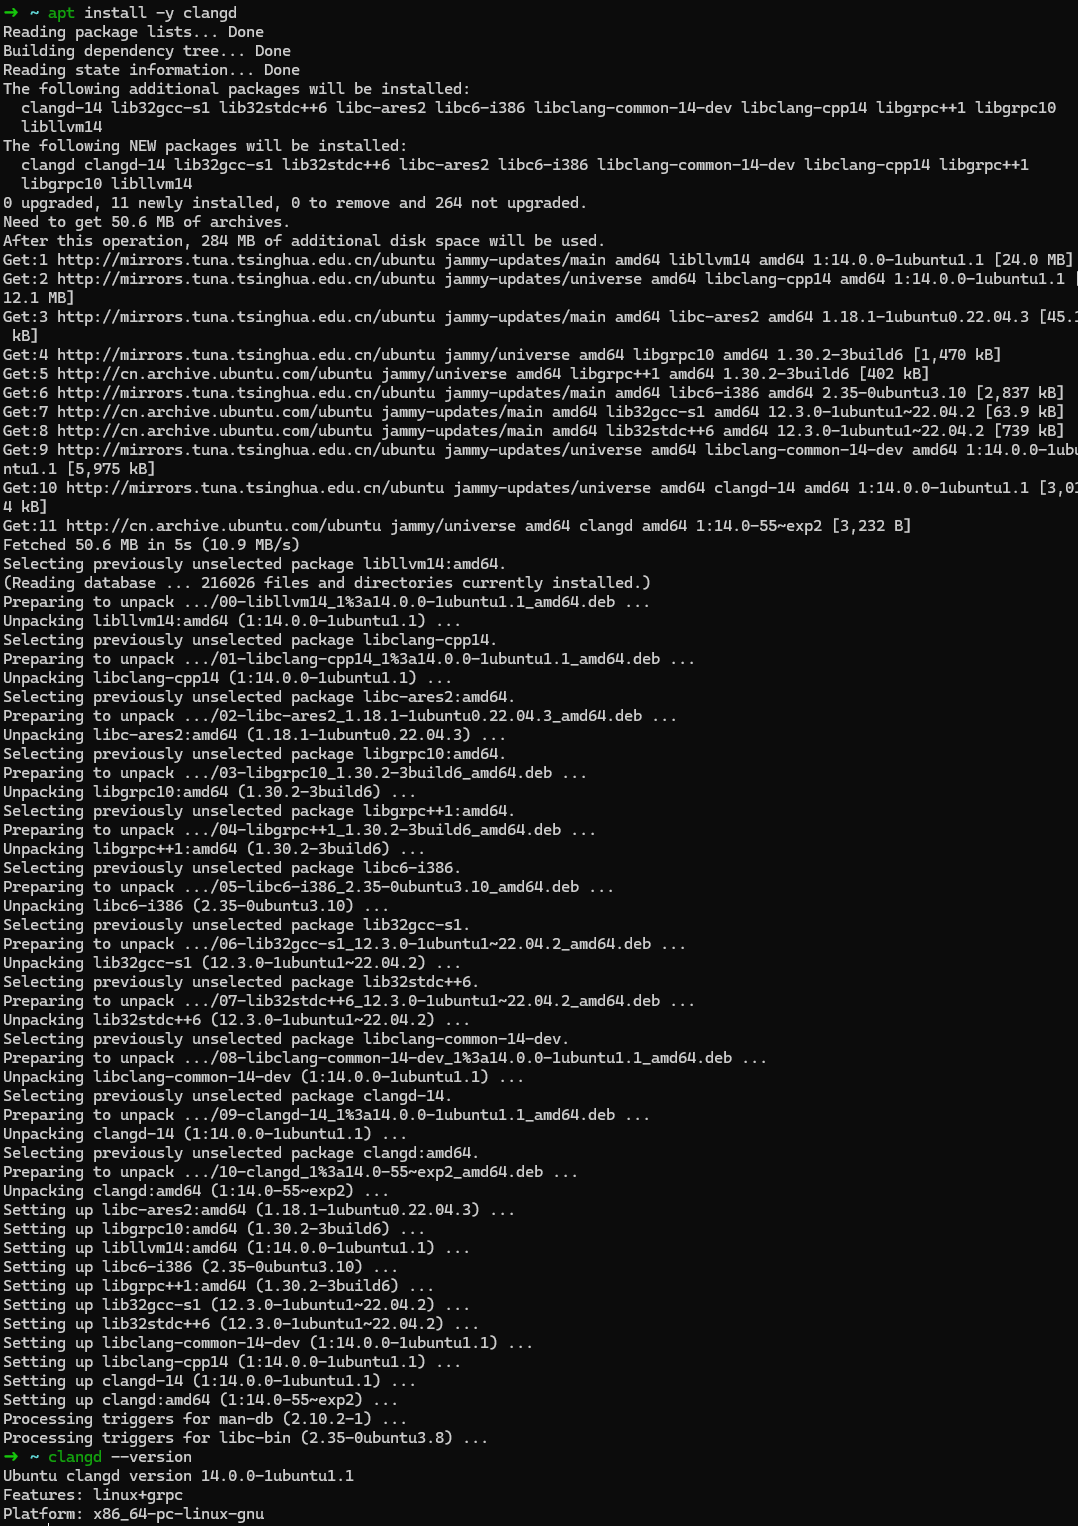 ➜ ~ apt install -y clangd
Reading package lists... Done
Building dependency tree... Done
Reading state information... Done
The following additional packages will be installed:
  clangd-14 lib32gcc-s1 lib32stdc++6 libc-ares2 libc6-i386 libclang-common-14-dev libclang-cpp14 libgrpc++1 libgrpc10
  libllvm14
The following NEW packages will be installed:
  clangd clangd-14 lib32gcc-s1 lib32stdc++6 libc-ares2 libc6-i386 libclang-common-14-dev libclang-cpp14 libgrpc++1
  libgrpc10 libllvm14
0 upgraded, 11 newly installed, 0 to remove and 264 not upgraded.
Need to get 50.6 MB of archives.
After this operation, 284 MB of additional disk space will be used.
Get:1 http://mirrors.tuna.tsinghua.edu.cn/ubuntu jammy-updates/main amd64 libllvm14 amd64 1:14.0.0-1ubuntu1.1 [24.0 MB]
Get:2 http://mirrors.tuna.tsinghua.edu.cn/ubuntu jammy-updates/universe amd64 libclang-cpp14 amd64 1:14.0.0-1ubuntu1.1 [
12.1 MB]
Get:3 http://mirrors.tuna.tsinghua.edu.cn/ubuntu jammy-updates/main amd64 libc-ares2 amd64 1.18.1-1ubuntu0.22.04.3 [45.1
 kB]
Get:4 http://mirrors.tuna.tsinghua.edu.cn/ubuntu jammy/universe amd64 libgrpc10 amd64 1.30.2-3build6 [1,470 kB]
Get:5 http://cn.archive.ubuntu.com/ubuntu jammy/universe amd64 libgrpc++1 amd64 1.30.2-3build6 [402 kB]
Get:6 http://mirrors.tuna.tsinghua.edu.cn/ubuntu jammy-updates/main amd64 libc6-i386 amd64 2.35-0ubuntu3.10 [2,837 kB]
Get:7 http://cn.archive.ubuntu.com/ubuntu jammy-updates/main amd64 lib32gcc-s1 amd64 12.3.0-1ubuntu1~22.04.2 [63.9 kB]
Get:8 http://cn.archive.ubuntu.com/ubuntu jammy-updates/main amd64 lib32stdc++6 amd64 12.3.0-1ubuntu1~22.04.2 [739 kB]
Get:9 http://mirrors.tuna.tsinghua.edu.cn/ubuntu jammy-updates/universe amd64 libclang-common-14-dev amd64 1:14.0.0-1ubu
ntu1.1 [5,975 kB]
Get:10 http://mirrors.tuna.tsinghua.edu.cn/ubuntu jammy-updates/universe amd64 clangd-14 amd64 1:14.0.0-1ubuntu1.1 [3,01
4 kB]
Get:11 http://cn.archive.ubuntu.com/ubuntu jammy/universe amd64 clangd amd64 1:14.0-55~exp2 [3,232 B]
Fetched 50.6 MB in 5s (10.9 MB/s)
Selecting previously unselected package libllvm14:amd64.
(Reading database ... 216026 files and directories currently installed.)
Preparing to unpack .../00-libllvm14_1%3a14.0.0-1ubuntu1.1_amd64.deb ...
Unpacking libllvm14:amd64 (1:14.0.0-1ubuntu1.1) ...
Selecting previously unselected package libclang-cpp14.
Preparing to unpack .../01-libclang-cpp14_1%3a14.0.0-1ubuntu1.1_amd64.deb ...
Unpacking libclang-cpp14 (1:14.0.0-1ubuntu1.1) ...
Selecting previously unselected package libc-ares2:amd64.
Preparing to unpack .../02-libc-ares2_1.18.1-1ubuntu0.22.04.3_amd64.deb ...
Unpacking libc-ares2:amd64 (1.18.1-1ubuntu0.22.04.3) ...
Selecting previously unselected package libgrpc10:amd64.
Preparing to unpack .../03-libgrpc10_1.30.2-3build6_amd64.deb ...
Unpacking libgrpc10:amd64 (1.30.2-3build6) ...
Selecting previously unselected package libgrpc++1:amd64.
Preparing to unpack .../04-libgrpc++1_1.30.2-3build6_amd64.deb ...
Unpacking libgrpc++1:amd64 (1.30.2-3build6) ...
Selecting previously unselected package libc6-i386.
Preparing to unpack .../05-libc6-i386_2.35-0ubuntu3.10_amd64.deb ...
Unpacking libc6-i386 (2.35-0ubuntu3.10) ...
Selecting previously unselected package lib32gcc-s1.
Preparing to unpack .../06-lib32gcc-s1_12.3.0-1ubuntu1~22.04.2_amd64.deb ...
Unpacking lib32gcc-s1 (12.3.0-1ubuntu1~22.04.2) ...
Selecting previously unselected package lib32stdc++6.
Preparing to unpack .../07-lib32stdc++6_12.3.0-1ubuntu1~22.04.2_amd64.deb ...
Unpacking lib32stdc++6 (12.3.0-1ubuntu1~22.04.2) ...
Selecting previously unselected package libclang-common-14-dev.
Preparing to unpack .../08-libclang-common-14-dev_1%3a14.0.0-1ubuntu1.1_amd64.deb ...
Unpacking libclang-common-14-dev (1:14.0.0-1ubuntu1.1) ...
Selecting previously unselected package clangd-14.
Preparing to unpack .../09-clangd-14_1%3a14.0.0-1ubuntu1.1_amd64.deb ...
Unpacking clangd-14 (1:14.0.0-1ubuntu1.1) ...
Selecting previously unselected package clangd:amd64.
Preparing to unpack .../10-clangd_1%3a14.0-55~exp2_amd64.deb ...
Unpacking clangd:amd64 (1:14.0-55~exp2) ...
Setting up libc-ares2:amd64 (1.18.1-1ubuntu0.22.04.3) ...
Setting up libgrpc10:amd64 (1.30.2-3build6) ...
Setting up libllvm14:amd64 (1:14.0.0-1ubuntu1.1) ...
Setting up libc6-i386 (2.35-0ubuntu3.10) ...
Setting up libgrpc++1:amd64 (1.30.2-3build6) ...
Setting up lib32gcc-s1 (12.3.0-1ubuntu1~22.04.2) ...
Setting up lib32stdc++6 (12.3.0-1ubuntu1~22.04.2) ...
Setting up libclang-common-14-dev (1:14.0.0-1ubuntu1.1) ...
Setting up libclang-cpp14 (1:14.0.0-1ubuntu1.1) ...
Setting up clangd-14 (1:14.0.0-1ubuntu1.1) ...
Setting up clangd:amd64 (1:14.0-55~exp2) ...
Processing triggers for man-db (2.10.2-1) ...
Processing triggers for libc-bin (2.35-0ubuntu3.8) ...
➜ ~ clangd --version
Ubuntu clangd version 14.0.0-1ubuntu1.1
Features: linux+grpc
Platform: x86_64-pc-linux-gnu